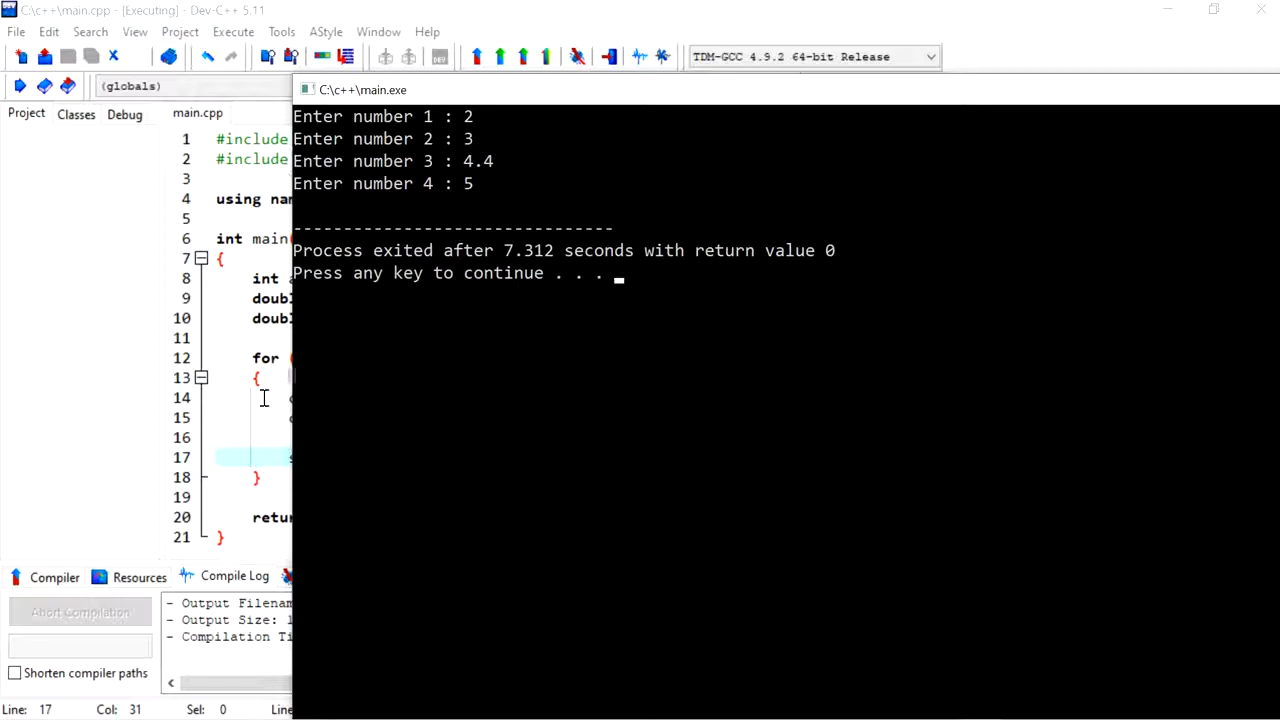 C:\c++\main.cpp - [Executing] - Dev-C++ 5.11
File Edit Search View Project Execute Tools AStyle Window Help
TDM-GCC 4.9.2 64-bit Release
(globals)
C:\c++\main.exe
Project Classes Debug
main.cpp
Enter number 1 : 2
Enter number 2 : 3
Enter number 3 : 4.4
Enter number 4 : 5
--------------------------------
Process exited after 7.312 seconds with return value 0
Press any key to continue . . .
1 #include
2 #include
3
4 using nam
5
6 int main(
7 {
8 int a
9 doubl
10 doubl
11
12 for (
13 {
14
15
16
17
18 }
19
20 retur
21 }
Compiler Resources Compile Log
Abort Compilation
Shorten compiler paths
- Output Filenam
- Output Size: 1
- Compilation Ti
Line: 17 Col: 31 Sel: 0 Line